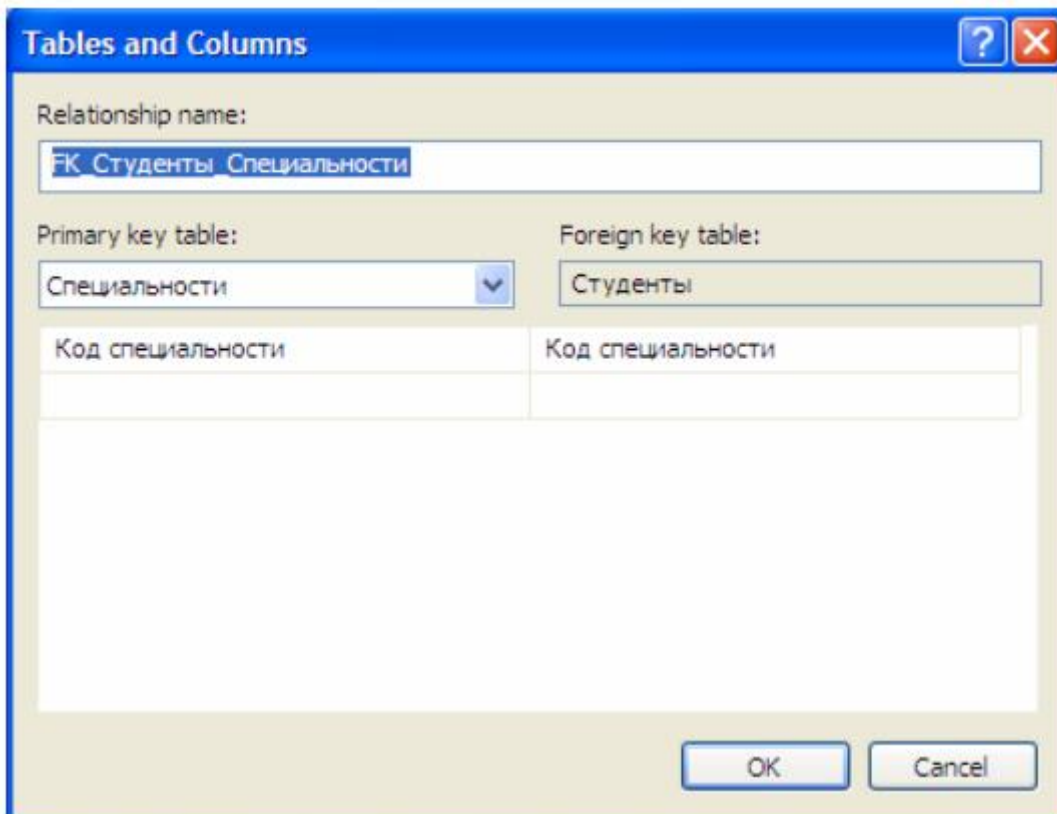 Tables and Columns
Relationship name:
FK_Студенты_Специальности
Primary key table:
Foreign key table:
Специальности
Студенты
Код специальности
Код специальности
OK
Cancel